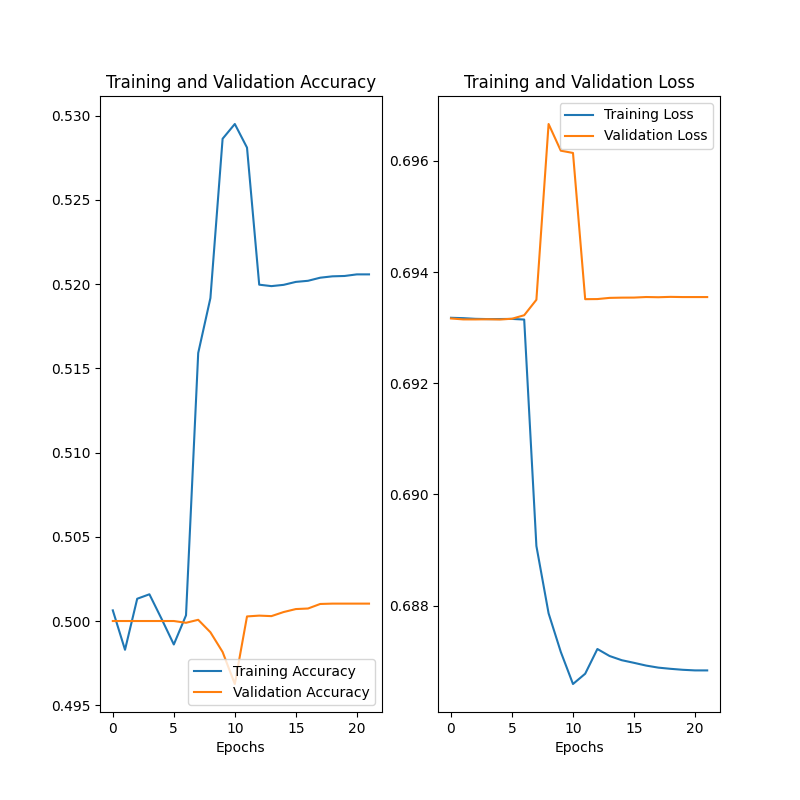 Training and Validation Accuracy
0.530
0.525
0.520
0.515
0.510
0.505
0.500
0.495
0 5 10 15 20
Epochs
Training Accuracy
Validation Accuracy
Training and Validation Loss
0.696
0.694
0.692
0.690
0.688
0 5 10 15 20
Epochs
Training Loss
Validation Loss